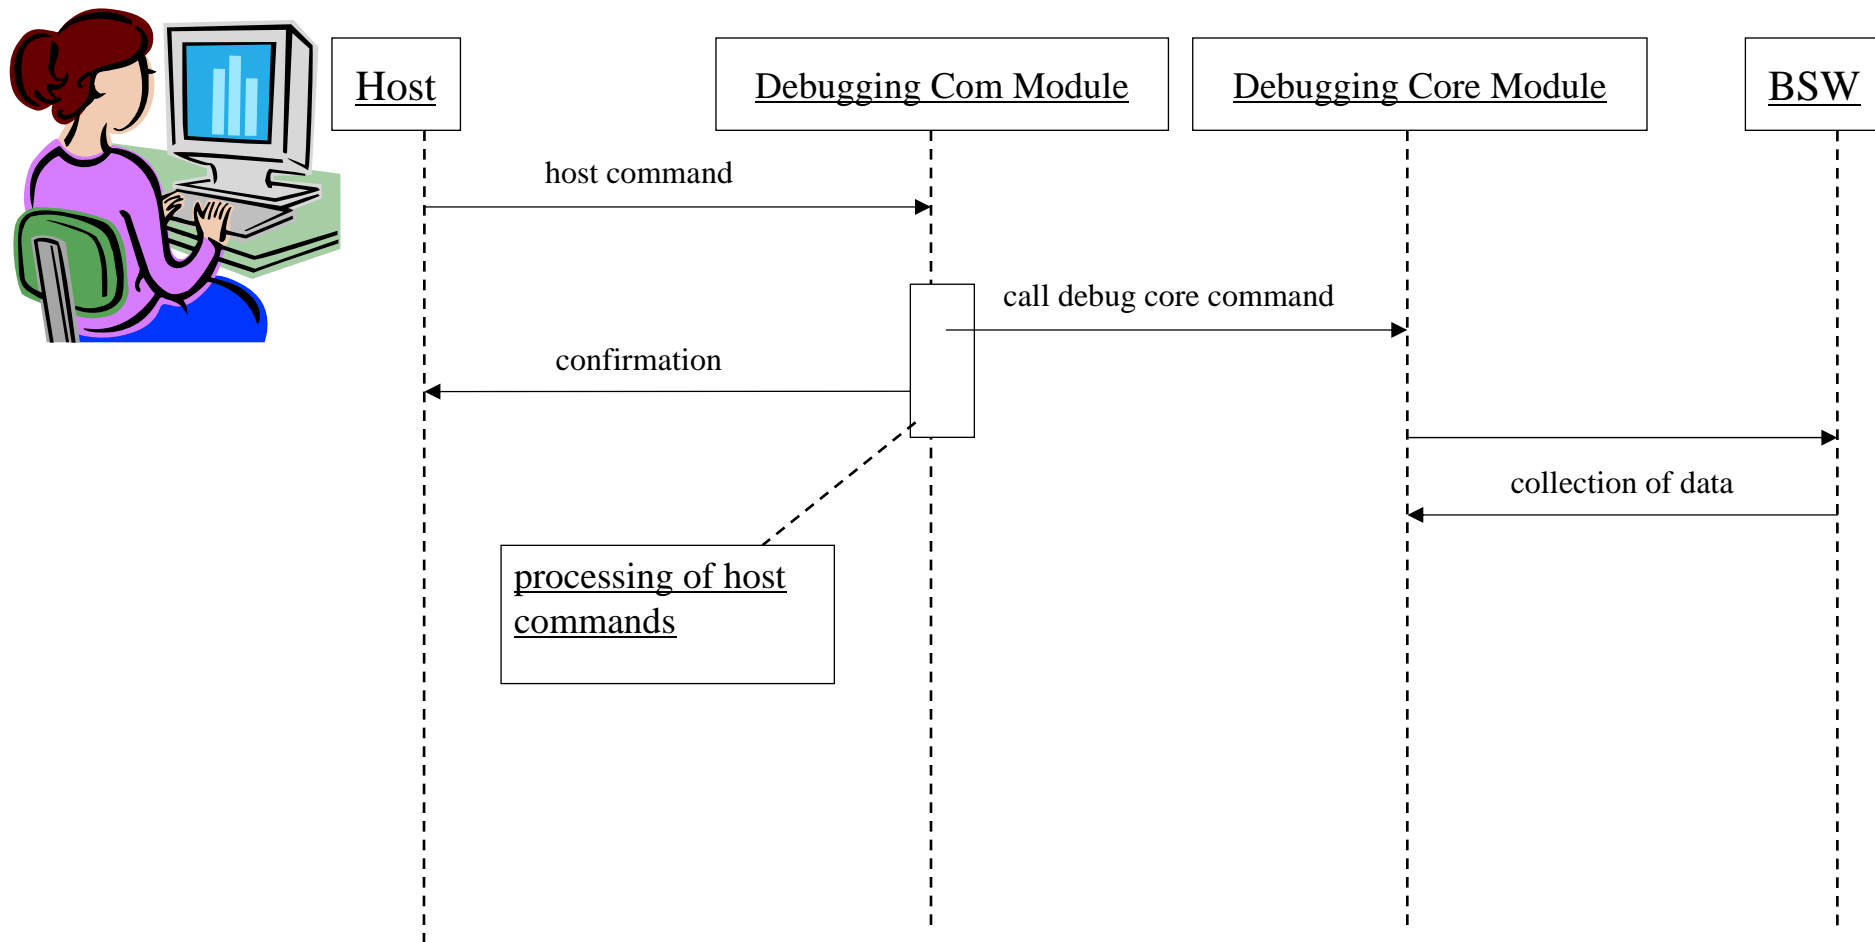 Host
Debugging Com Module
Debugging Core Module
BSW
host command
call debug core command
confirmation
collection of data
processing of host
commands